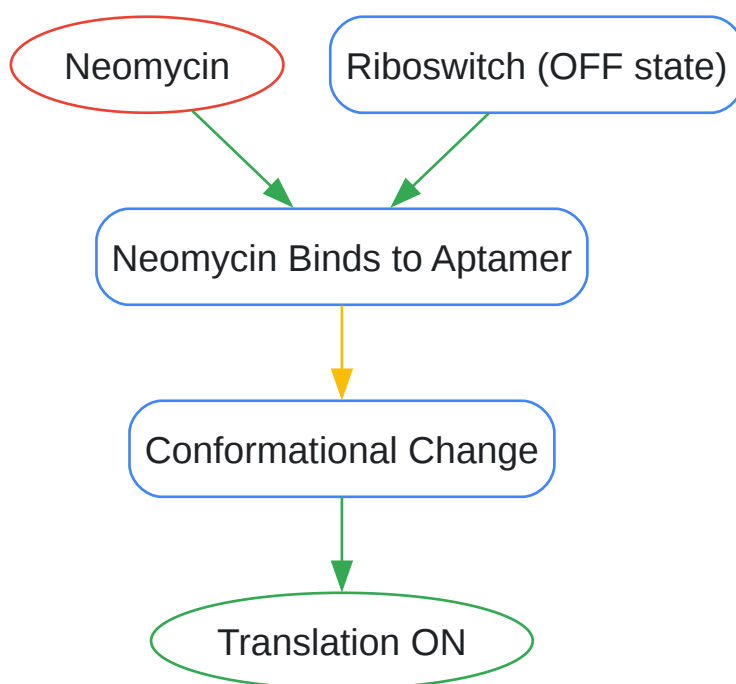 Neomycin
Riboswitch (OFF state)
Neomycin Binds to Aptamer
Conformational Change
Translation ON